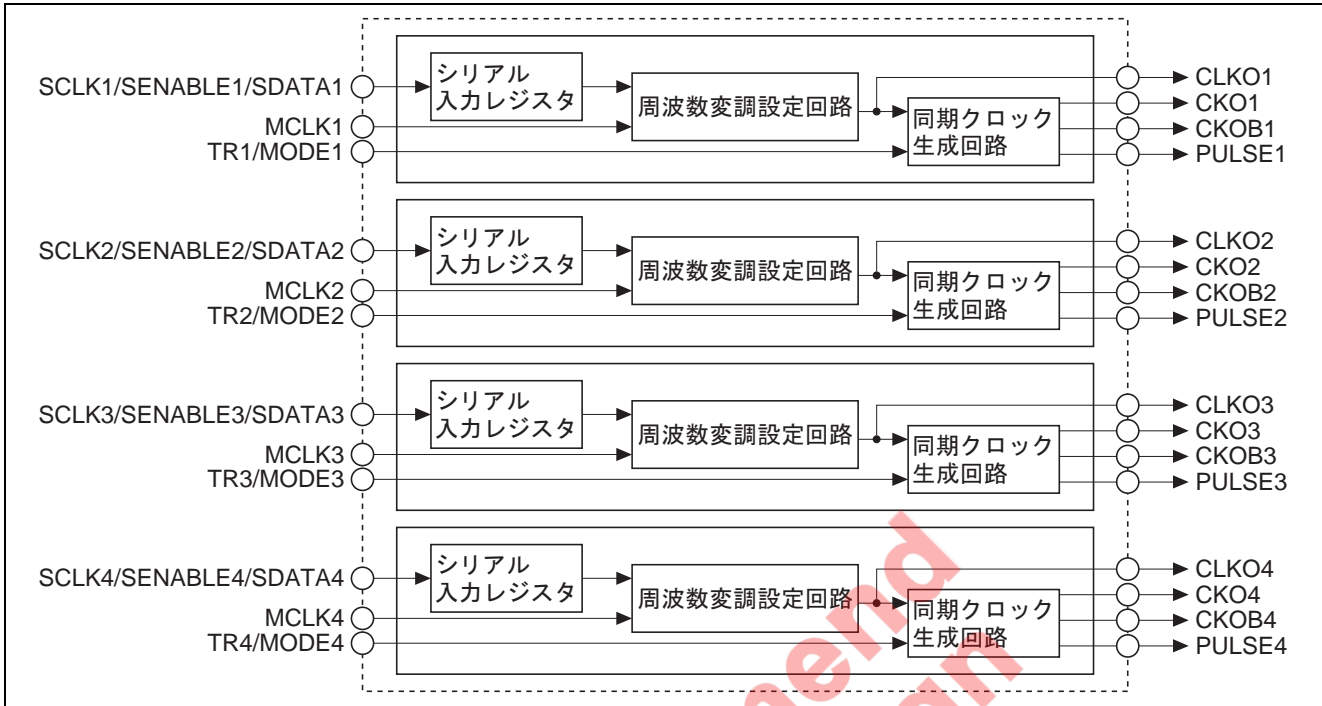 SCLK1/SENABLE1/SDATA1
MCLK1
TR1/MODE1
シリアル
入力レジスタ
周波数変調設定回路
同期クロック
生成回路
CLKO1
CKO1
CKOB1
PULSE1
SCLK2/SENABLE2/SDATA2
MCLK2
TR2/MODE2
シリアル
入力レジスタ
周波数変調設定回路
同期クロック
生成回路
CLKO2
CKO2
CKOB2
PULSE2
SCLK3/SENABLE3/SDATA3
MCLK3
TR3/MODE3
シリアル
入力レジスタ
周波数変調設定回路
同期クロック
生成回路
CLKO3
CKO3
CKOB3
PULSE3
SCLK4/SENABLE4/SDATA4
MCLK4
TR4/MODE4
シリアル
入力レジスタ
周波数変調設定回路
同期クロック
生成回路
CLKO4
CKO4
CKOB4
PULSE4